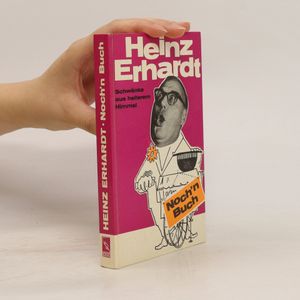 Heinz
Erhardt
Schwänke
aus heiterem
Himmel
Noch'n
Buch
HEINZ ERHARDT · Noch'n Buch